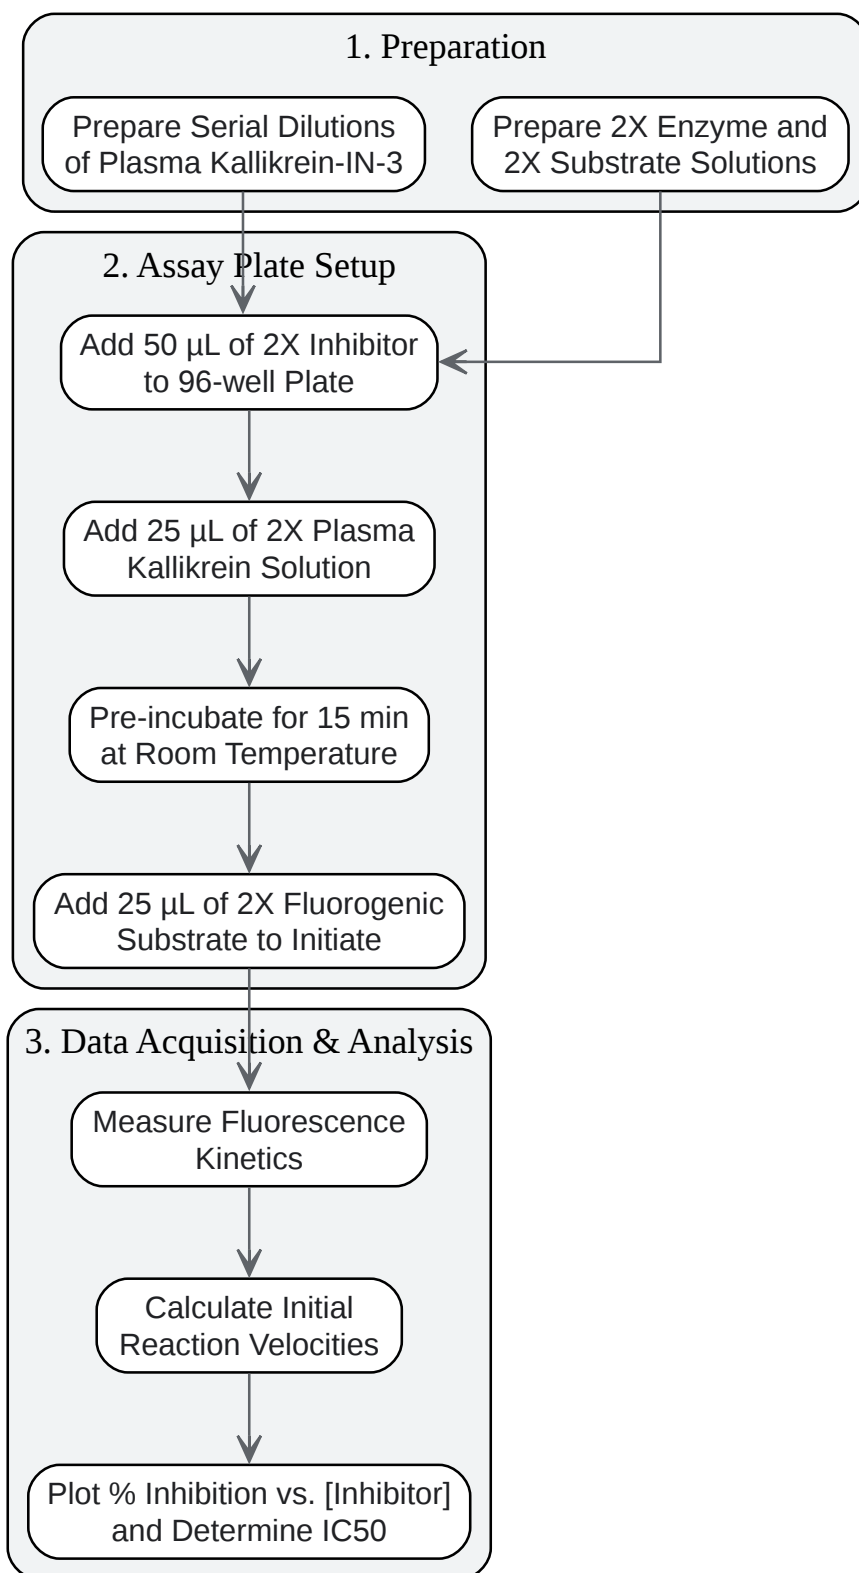 1. Preparation
Prepare Serial Dilutions
of Plasma Kallikrein-IN-3
Prepare 2X Enzyme and
2X Substrate Solutions
2. Assay Plate Setup
Add 50 µL of 2X Inhibitor
to 96-well Plate
Add 25 µL of 2X Plasma
Kallikrein Solution
Pre-incubate for 15 min
at Room Temperature
Add 25 µL of 2X Fluorogenic
Substrate to Initiate
3. Data Acquisition & Analysis
Measure Fluorescence
Kinetics
Calculate Initial
Reaction Velocities
Plot % Inhibition vs. [Inhibitor]
and Determine IC50